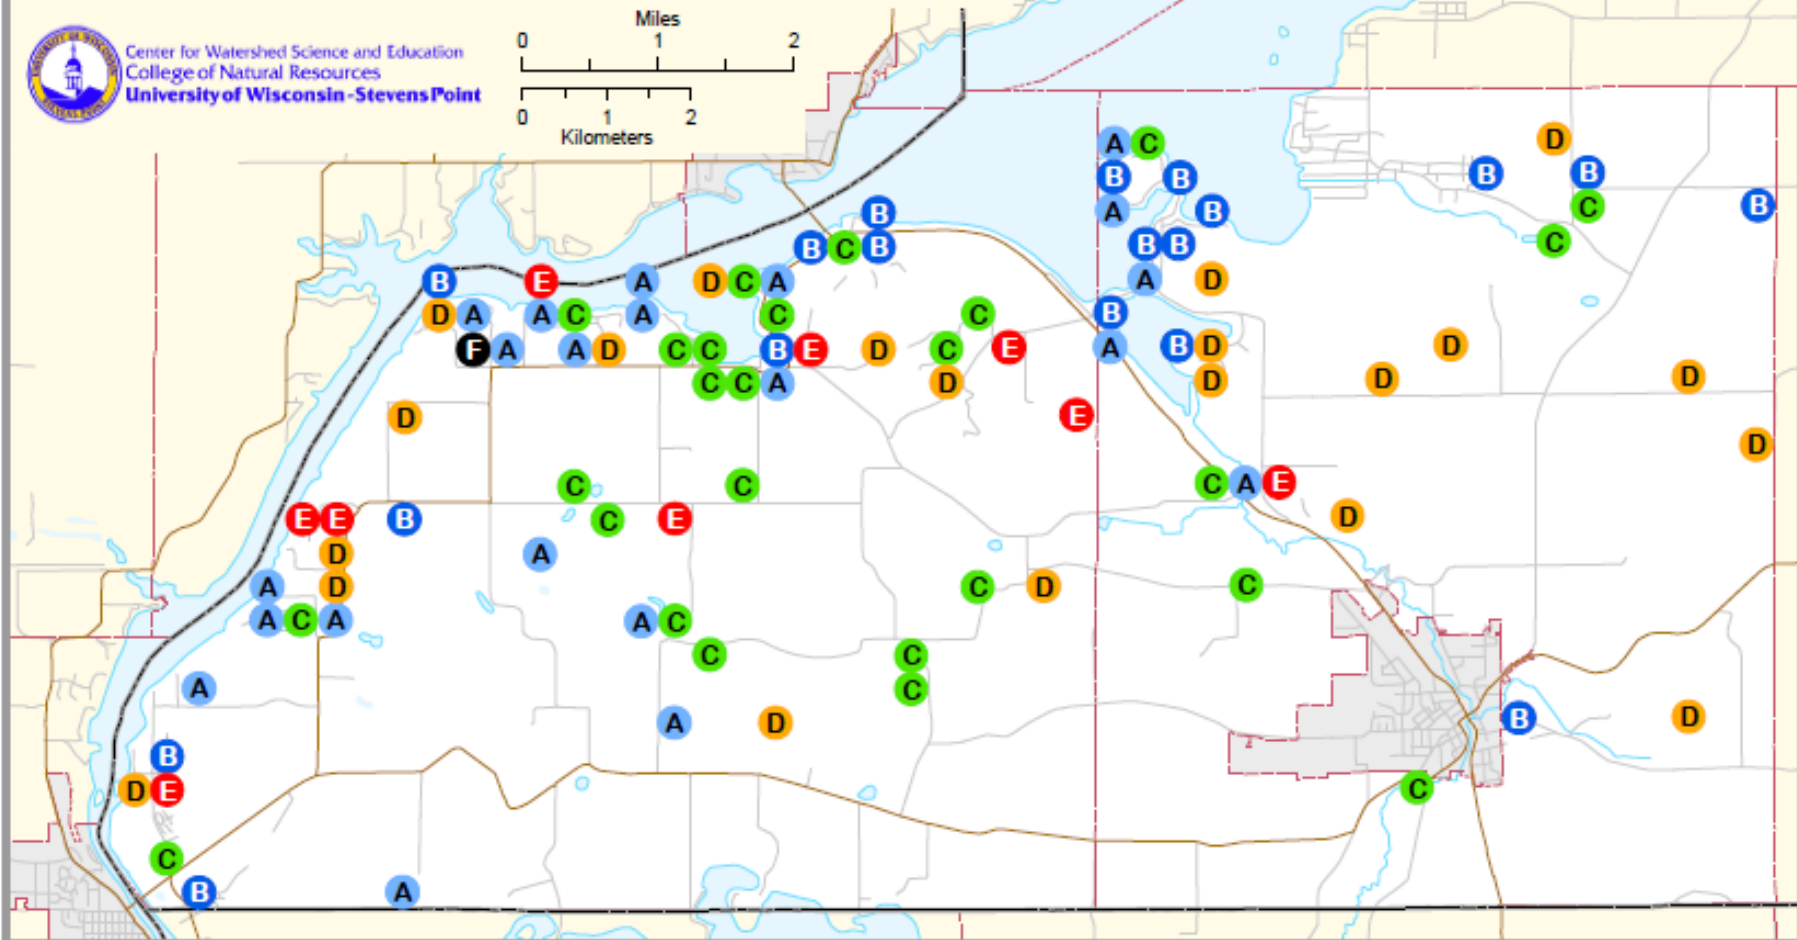 Miles
0 1 2
Center for Watershed Science and Education
College of Natural Resources
University of Wisconsin-Stevens Point
0 1 2
Kilometers
A C D
B B B B
A B B C B
B C B B B C
B E A D C A A D
D A A C A C C B
F A A D C C B E D C E A B D D
C C A D D D D
D E D
C C C A E
E E B C E D
D A
A D C D C
A C A A C
C C C
A C
A D B D
B
D E C
C
B A